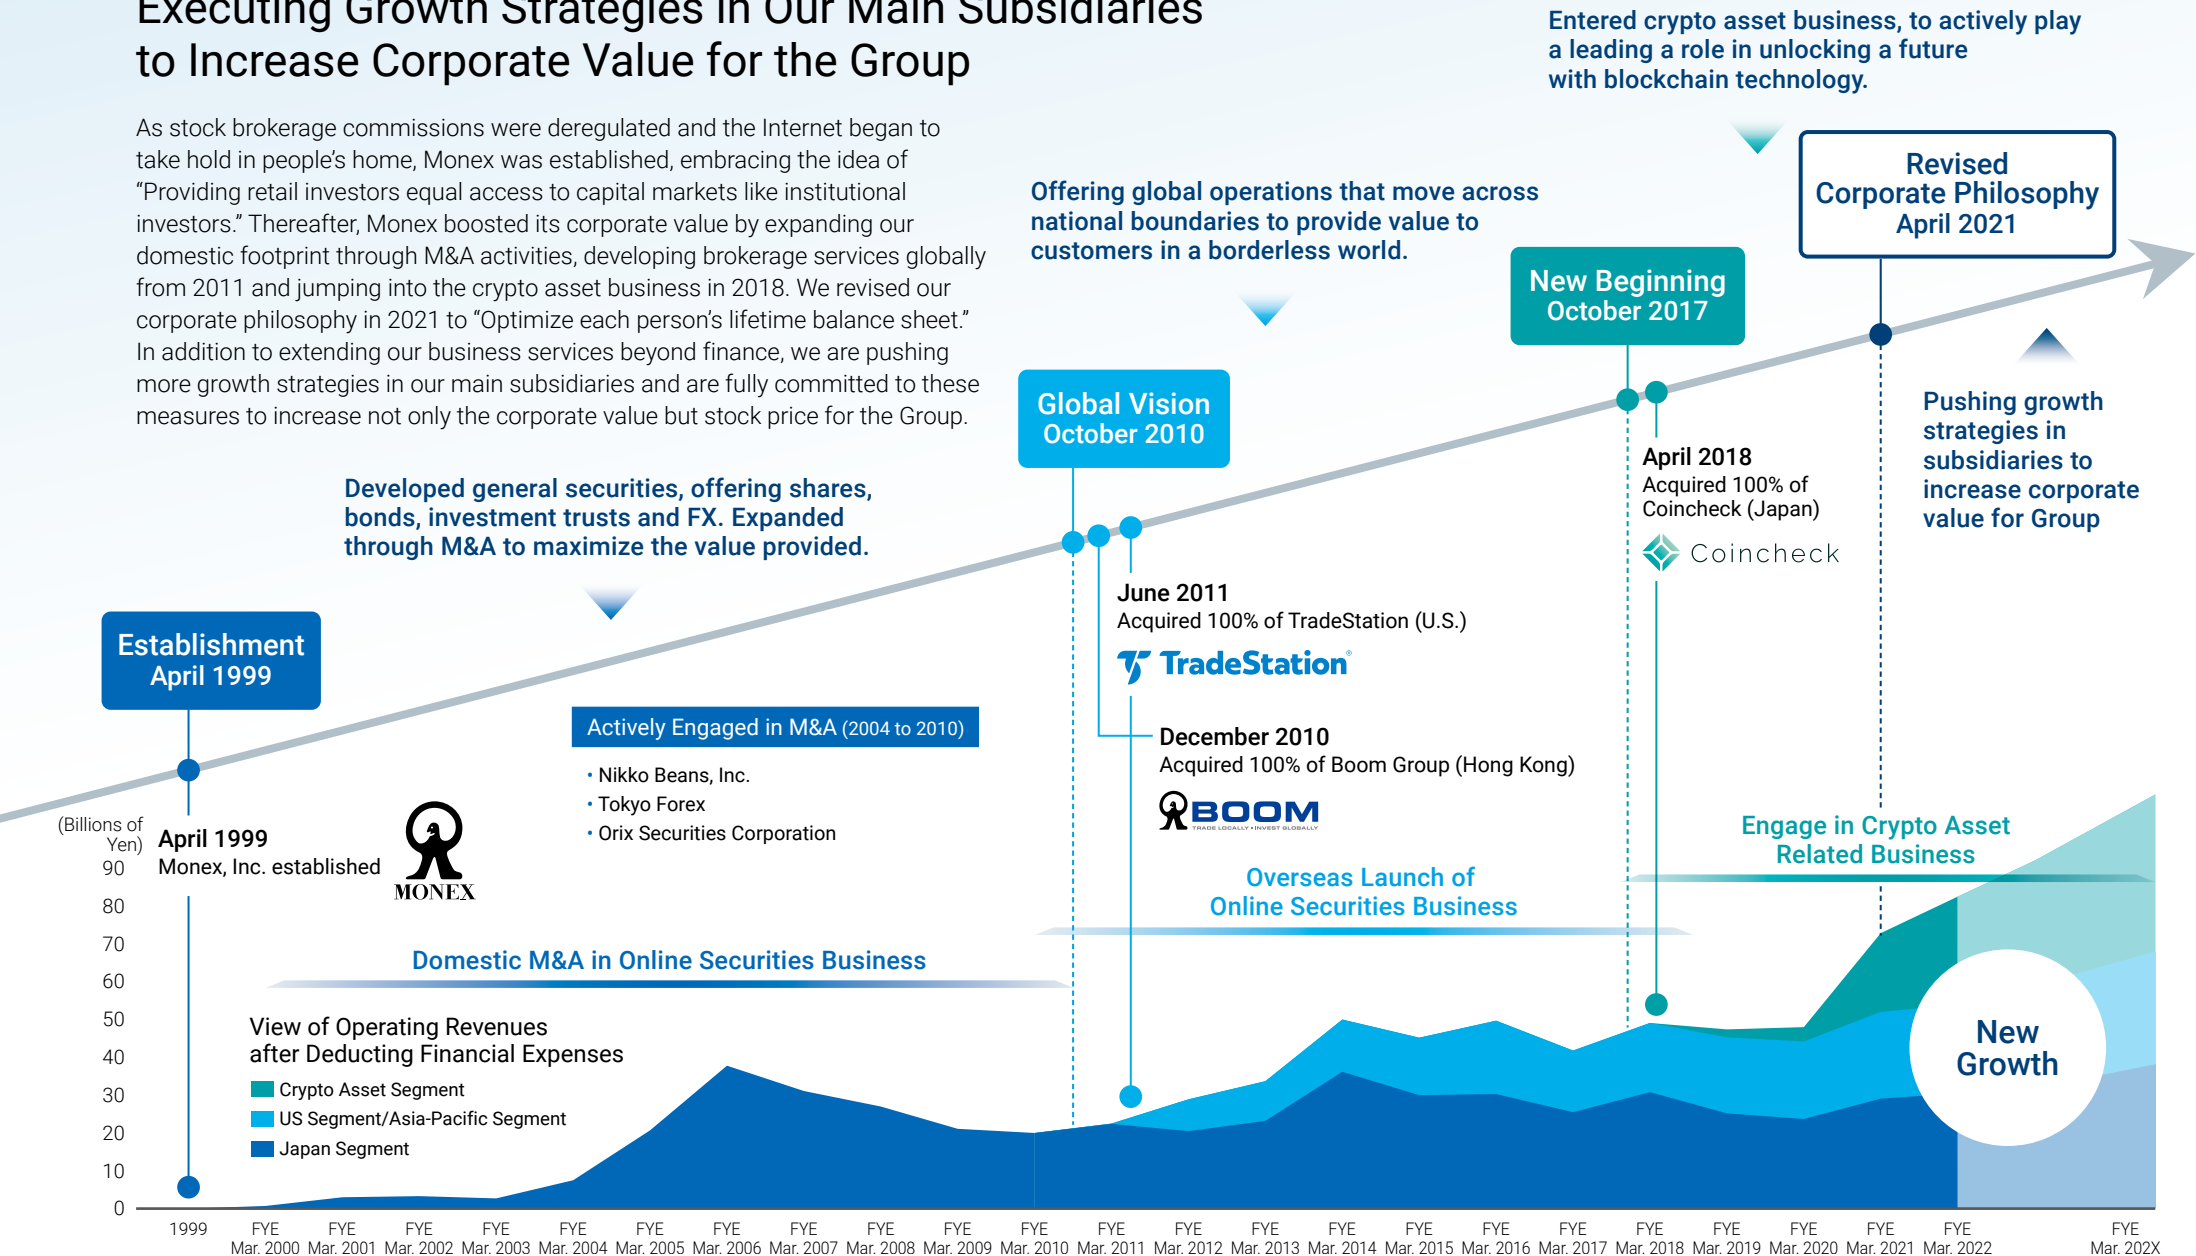 Executing Growth Strategies in Our Main Subsidiaries
to Increase Corporate Value for the Group
As stock brokerage commissions were deregulated and the Internet began to
take hold in people's home, Monex was established, embracing the idea of
“Providing retail investors equal access to capital markets like institutional
investors.” Thereafter, Monex boosted its corporate value by expanding our
domestic footprint through M&A activities, developing brokerage services globally
from 2011 and jumping into the crypto asset business in 2018. We revised our
corporate philosophy in 2021 to “Optimize each person's lifetime balance sheet.”
In addition to extending our business services beyond finance, we are pushing
more growth strategies in our main subsidiaries and are fully committed to these
measures to increase not only the corporate value but stock price for the Group.
Entered crypto asset business, to actively play
a leading a role in unlocking a future
with blockchain technology.
Revised
Corporate Philosophy
April 2021
Offering global operations that move across
national boundaries to provide value to
customers in a borderless world.
New Beginning
October 2017
Global Vision
October 2010
Pushing growth
strategies in
subsidiaries to
increase corporate
value for Group
April 2018
Acquired 100% of
Coincheck (Japan)
Coincheck
Developed general securities, offering shares,
bonds, investment trusts and FX. Expanded
through M&A to maximize the value provided.
June 2011
Acquired 100% of TradeStation (U.S.)
TradeStation®
Establishment
April 1999
Actively Engaged in M&A (2004 to 2010)
• Nikko Beans, Inc.
• Tokyo Forex
• Orix Securities Corporation
December 2010
Acquired 100% of Boom Group (Hong Kong)
BOOM
TRADE LOCALLY • INVEST GLOBALLY
April 1999
Monex, Inc. established
MONEX
Engage in Crypto Asset
Related Business
Overseas Launch of
Online Securities Business
Domestic M&A in Online Securities Business
(Billions of
Yen)
90
80
70
60
50
40
30
20
10
0
View of Operating Revenues
after Deducting Financial Expenses
Crypto Asset Segment
US Segment/Asia-Pacific Segment
Japan Segment
New
Growth
1999
FYE
Mar. 2000
FYE
Mar. 2001
FYE
Mar. 2002
FYE
Mar. 2003
FYE
Mar. 2004
FYE
Mar. 2005
FYE
Mar. 2006
FYE
Mar. 2007
FYE
Mar. 2008
FYE
Mar. 2009
FYE
Mar. 2010
FYE
Mar. 2011
FYE
Mar. 2012
FYE
Mar. 2013
FYE
Mar. 2014
FYE
Mar. 2015
FYE
Mar. 2016
FYE
Mar. 2017
FYE
Mar. 2018
FYE
Mar. 2019
FYE
Mar. 2020
FYE
Mar. 2021
FYE
Mar. 2022
FYE
Mar. 202X